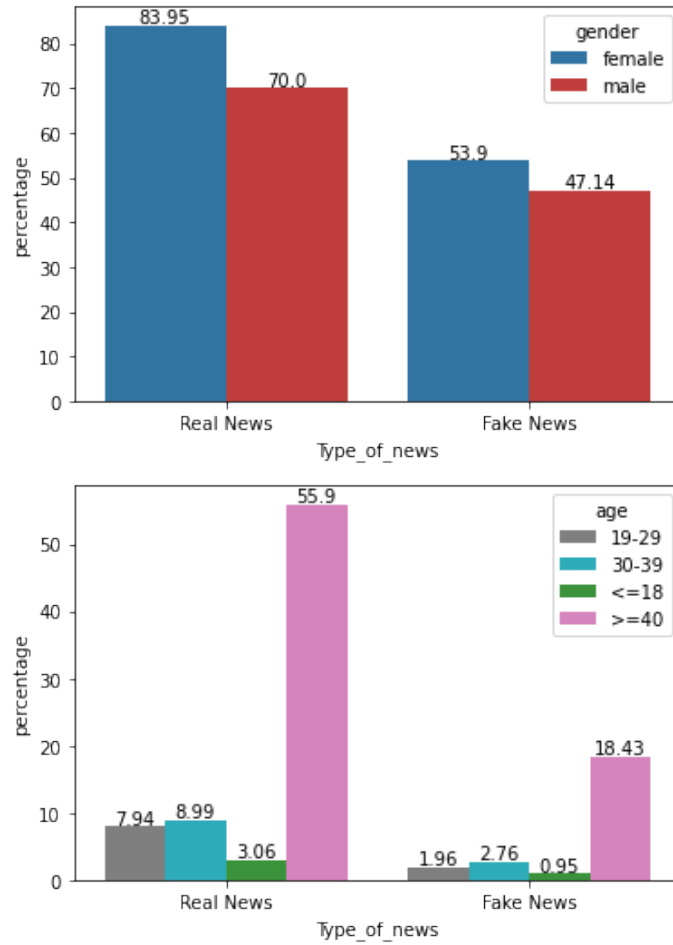 83.95
gender
female
male
70.0
53.9
47.14
80
70
60
50
40
30
20
10
0
percentage
Real News
Fake News
Type_of_news
55.9
age
19-29
30-39
<=18
>=40
18.43
7.94
8.99
3.06
1.96
2.76
0.95
50
40
30
20
10
0
percentage
Real News
Fake News
Type_of_news